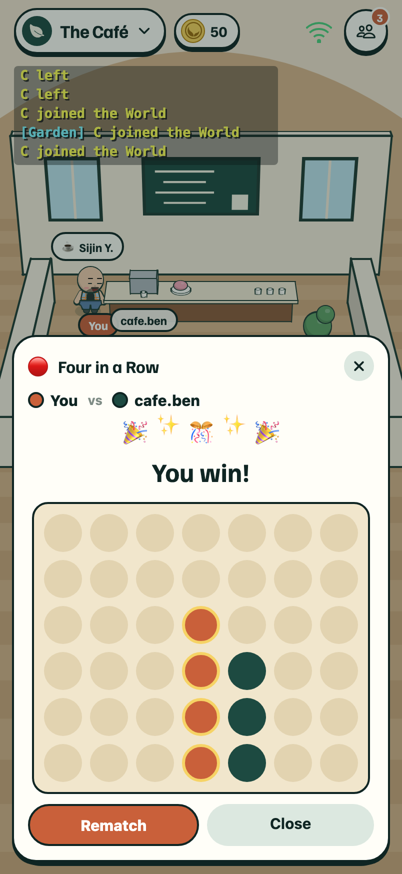 The Café
50
3
C left
C left
C joined the World
[Garden] C joined the World
C joined the World
Sijin Y.
You
cafe.ben
Four in a Row
You vs cafe.ben
You win!
Rematch
Close